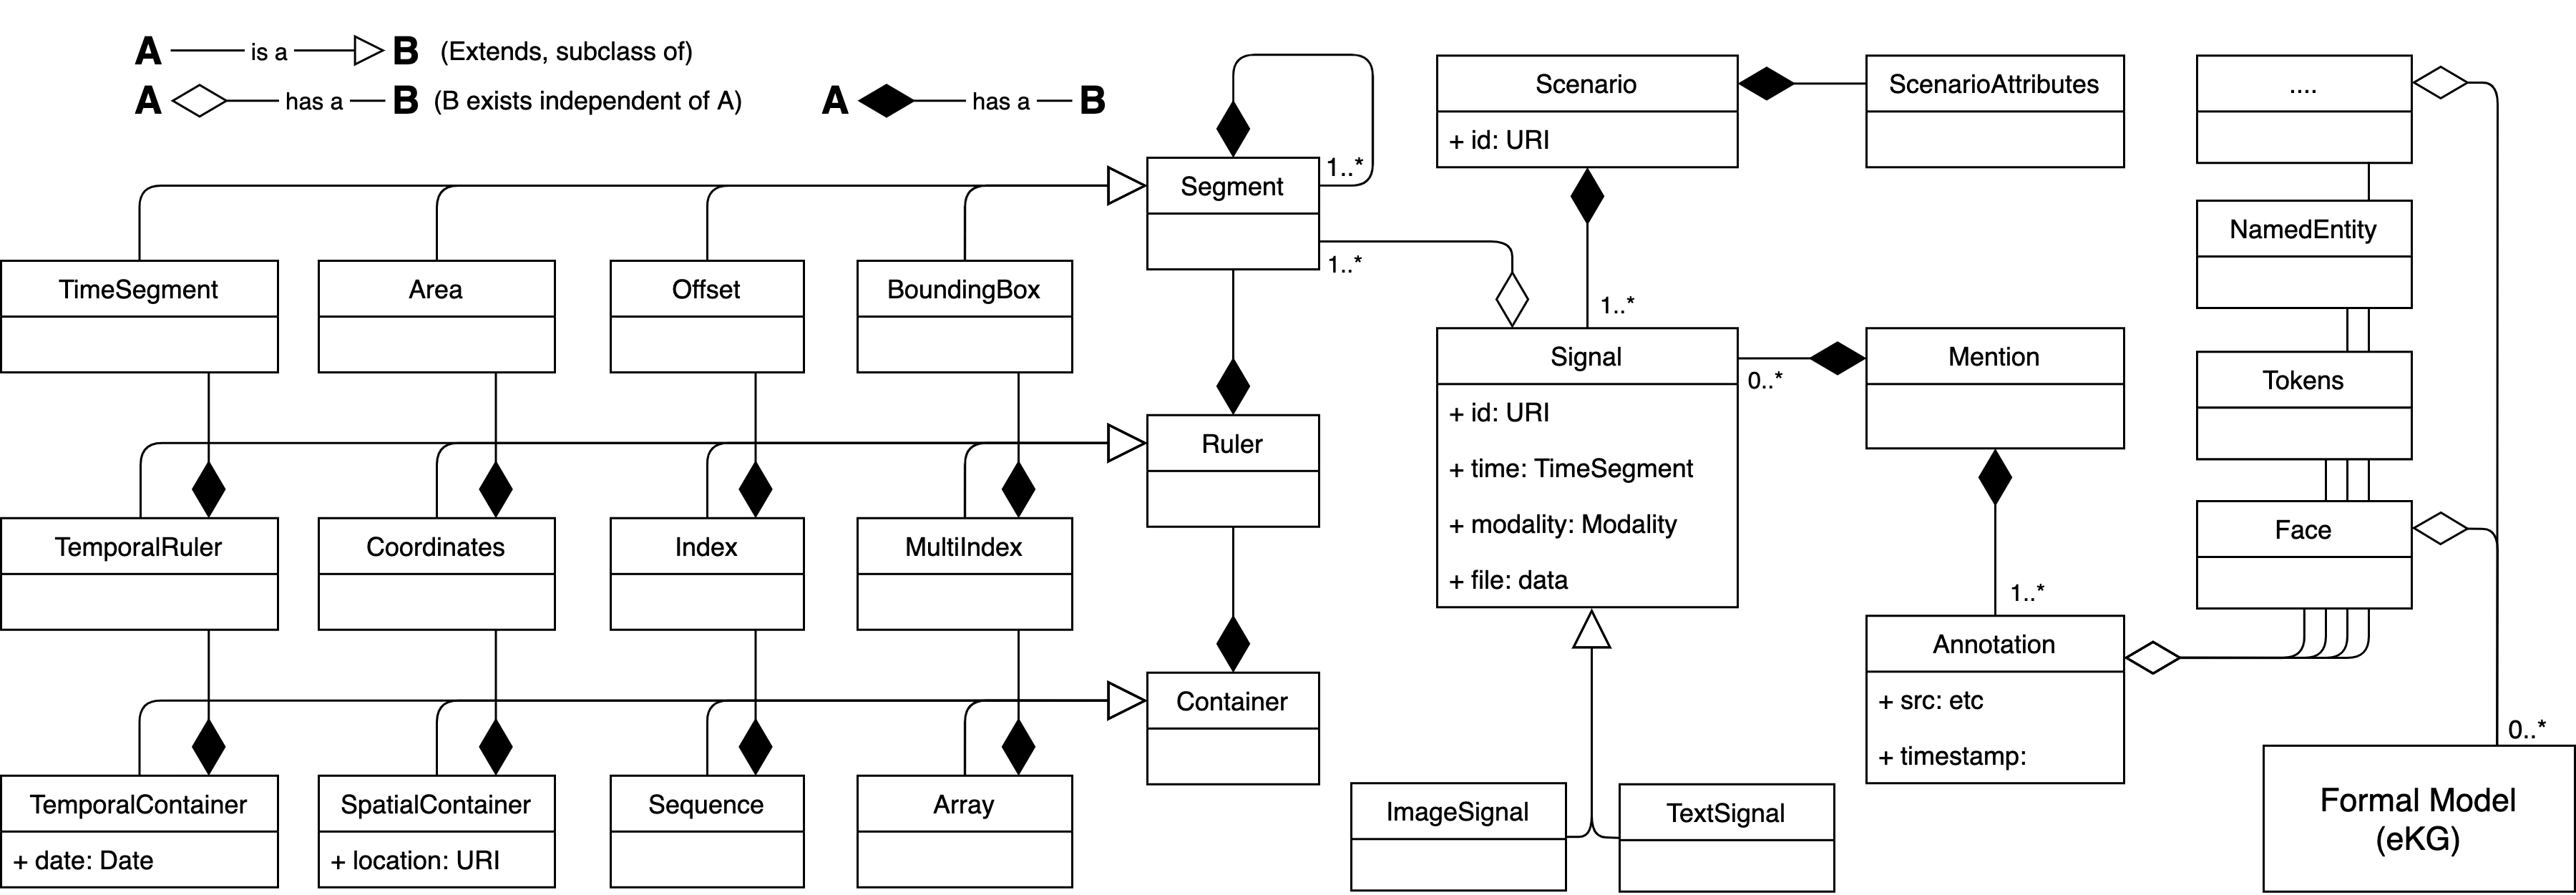 A is a B (Extends, subclass of)
A has a B (B exists independent of A)
A has a B
Segment
1..*
1..*
Scenario
+ id: URI
ScenarioAttributes
....
NamedEntity
TimeSegment
Area
Offset
BoundingBox
1..*
Signal
+ id: URI
+ time: TimeSegment
+ modality: Modality
+ file: data
0..*
Mention
Tokens
Ruler
TemporalRuler
Coordinates
Index
MultiIndex
Face
1..*
Annotation
+ src: etc
+ timestamp:
Container
0..*
TemporalContainer
+ date: Date
SpatialContainer
+ location: URI
Sequence
Array
ImageSignal
TextSignal
Formal Model
(eKG)